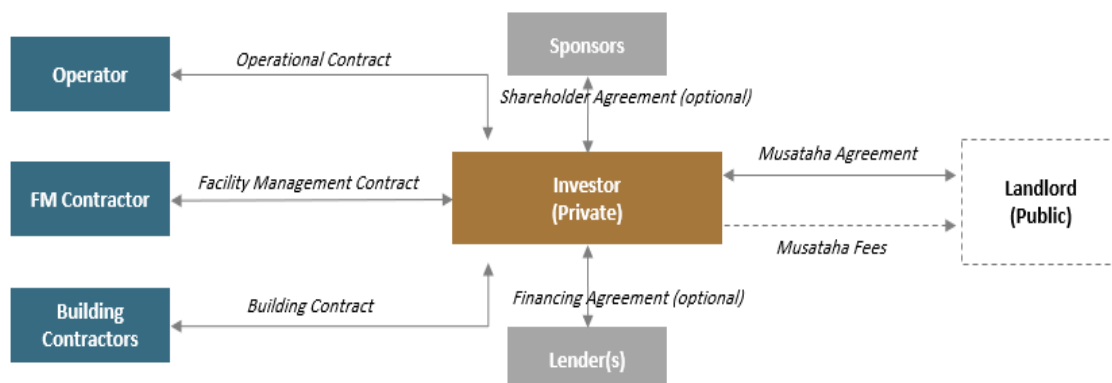 Sponsors
Operator
Operational Contract
Shareholder Agreement (optional)
FM Contractor
Facility Management Contract
Investor
(Private)
Musataha Agreement
Landlord
(Public)
Musataha Fees
Building
Contractors
Building Contract
Financing Agreement (optional)
Lender(s)